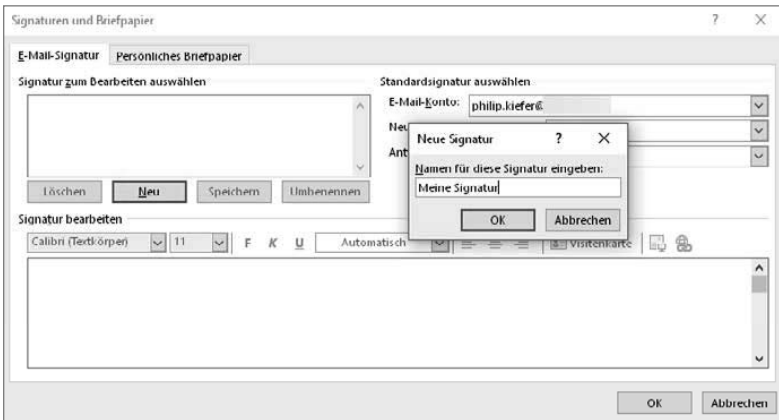 Signaturen und Briefpapier ? ×
E-Mail-Signatur Persönliches Briefpapier
Signatur zum Bearbeiten auswählen Standardsignatur auswählen
E-Mail-Konto: philip.kiefer@
Neue Signatur ? ×
Namen für diese Signatur eingeben:
Meine Signatur
OK Abbrechen
Löschen Neu Speichern Umbenennen
Signatur bearbeiten
Calibri (Textkörper) 11 F K U Automatisch Visitenkarte
OK Abbrechen